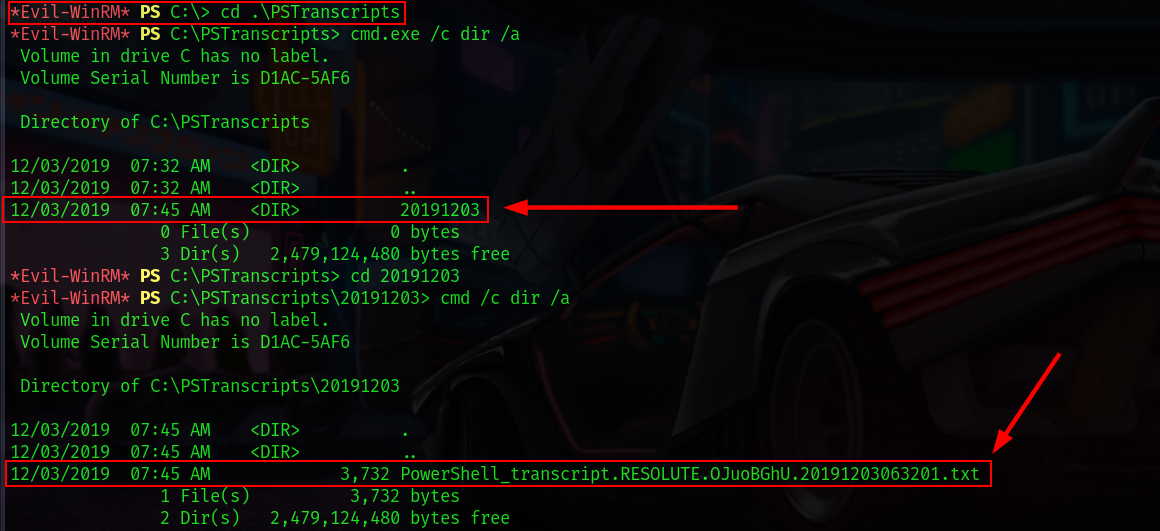 *Evil-WinRM* PS C:\> cd .\PSTranscripts
*Evil-WinRM* PS C:\PSTranscripts> cmd.exe /c dir /a
 Volume in drive C has no label.
 Volume Serial Number is D1AC-5AF6

 Directory of C:\PSTranscripts

12/03/2019  07:32 AM    <DIR>          .
12/03/2019  07:32 AM    <DIR>          ..
12/03/2019  07:45 AM    <DIR>          20191203
               0 File(s)              0 bytes
               3 Dir(s)   2,479,124,480 bytes free
*Evil-WinRM* PS C:\PSTranscripts> cd 20191203
*Evil-WinRM* PS C:\PSTranscripts\20191203> cmd /c dir /a
 Volume in drive C has no label.
 Volume Serial Number is D1AC-5AF6

 Directory of C:\PSTranscripts\20191203

12/03/2019  07:45 AM    <DIR>          .
12/03/2019  07:45 AM    <DIR>          ..
12/03/2019  07:45 AM             3,732 PowerShell_transcript.RESOLUTE.OJuoBGhU.20191203063201.txt
               1 File(s)          3,732 bytes
               2 Dir(s)   2,479,124,480 bytes free